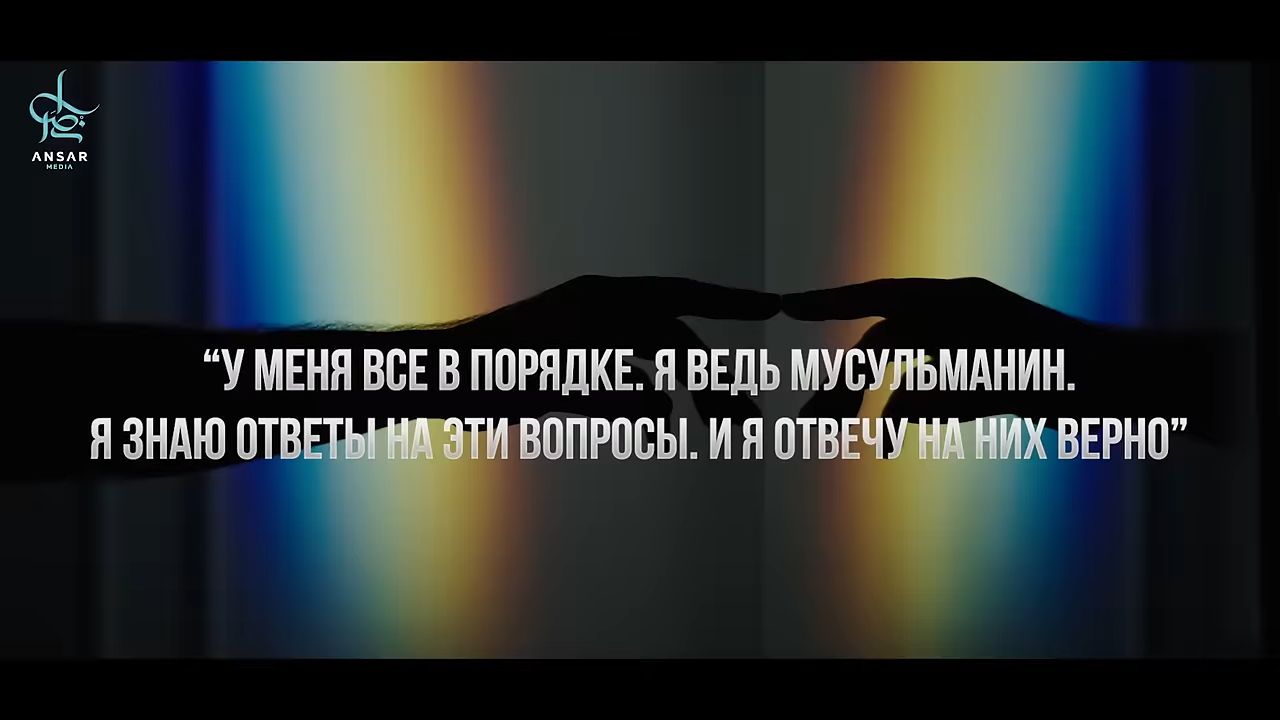 ANSAR
MEDIA
“У МЕНЯ ВСЕ В ПОРЯДКЕ. Я ВЕДЬ МУСУЛЬМАНИН.
Я ЗНАЮ ОТВЕТЫ НА ЭТИ ВОПРОСЫ. И Я ОТВЕЧУ НА НИХ ВЕРНО”